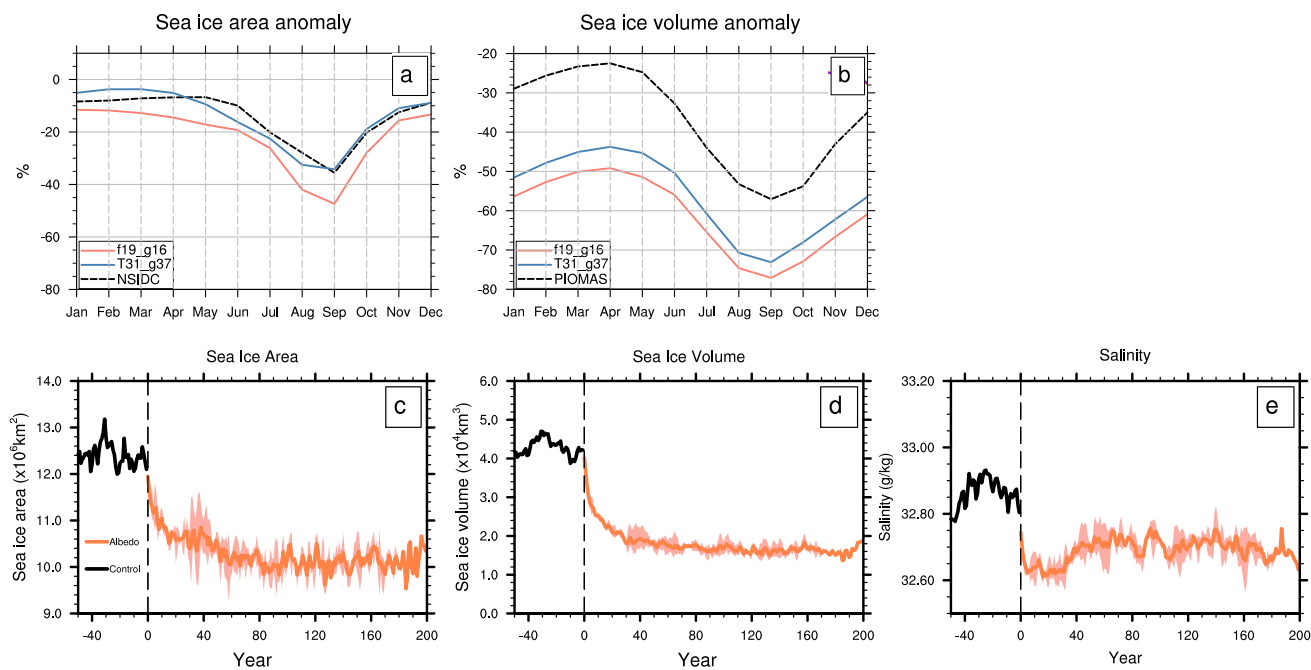 Sea ice area anomaly
a
0
-20
-40
-60
-80
%
f19_g16
T31_g37
NSIDC
Jan Feb Mar Apr May Jun Jul Aug Sep Oct Nov Dec
Sea ice volume anomaly
b
-20
-30
-40
-50
-60
-70
-80
%
f19_g16
T31_g37
PIOMAS
Jan Feb Mar Apr May Jun Jul Aug Sep Oct Nov Dec
Sea Ice Area
c
14.0
13.0
12.0
11.0
10.0
9.0
Sea ice area (x10⁶km²)
Albedo
Control
-40 0 40 80 120 160 200
Year
Sea Ice Volume
d
6.0
5.0
4.0
3.0
2.0
1.0
0.0
Sea ice volume (x10⁴km³)
-40 0 40 80 120 160 200
Year
Salinity
e
33.20
33.00
32.80
32.60
Salinity (g/kg)
-40 0 40 80 120 160 200
Year